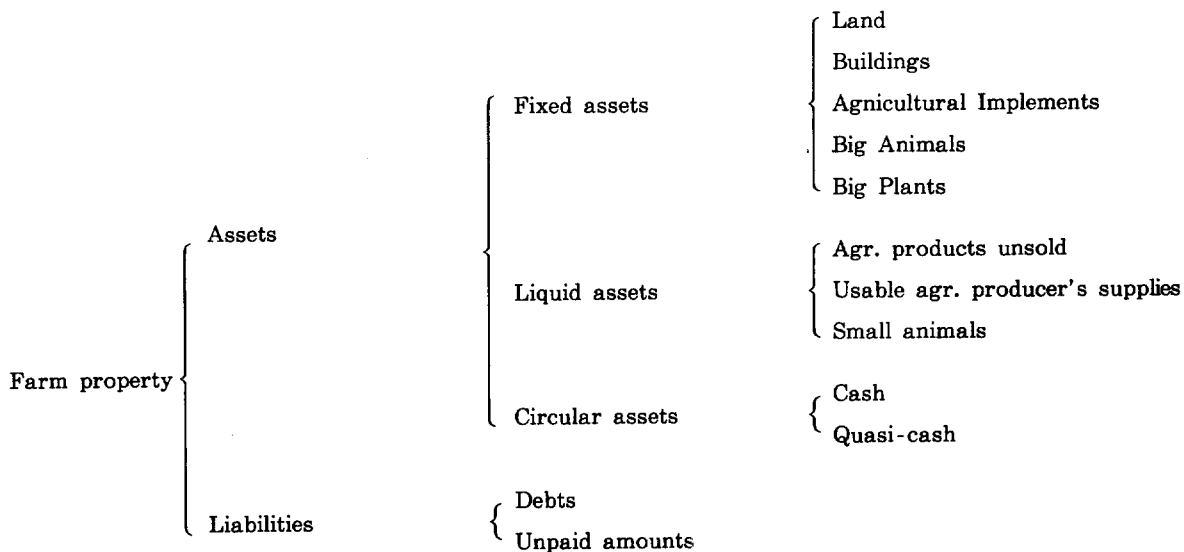 Land
Buildings
Fixed assets
Agnicultural Implements
Big Animals
Big Plants
Assets
Agr. products unsold
Liquid assets
Usable agr. producer's supplies
Small animals
Farm property
Cash
Circular assets
Quasi-cash
Debts
Liabilities
Unpaid amounts